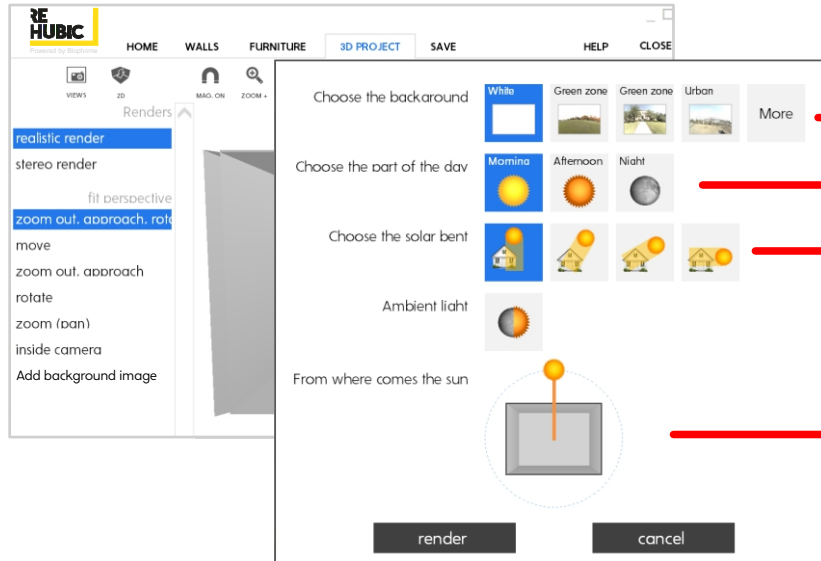 RE
HUBIC
Powered by Blophome
HOME WALLS FURNITURE 3D PROJECT SAVE HELP CLOSE
VIEWS 2D MAG. ON ZOOM +
Renders
realistic render
stereo render
fit perspective
zoom out, approach, rota
move
zoom out, approach
rotate
zoom (pan)
inside camera
Add background image
Choose the background
White Green zone Green zone Urban More
Choose the part of the day
Morning Afternoon Night
Choose the solar bent
Ambient light
From where comes the sun
render cancel